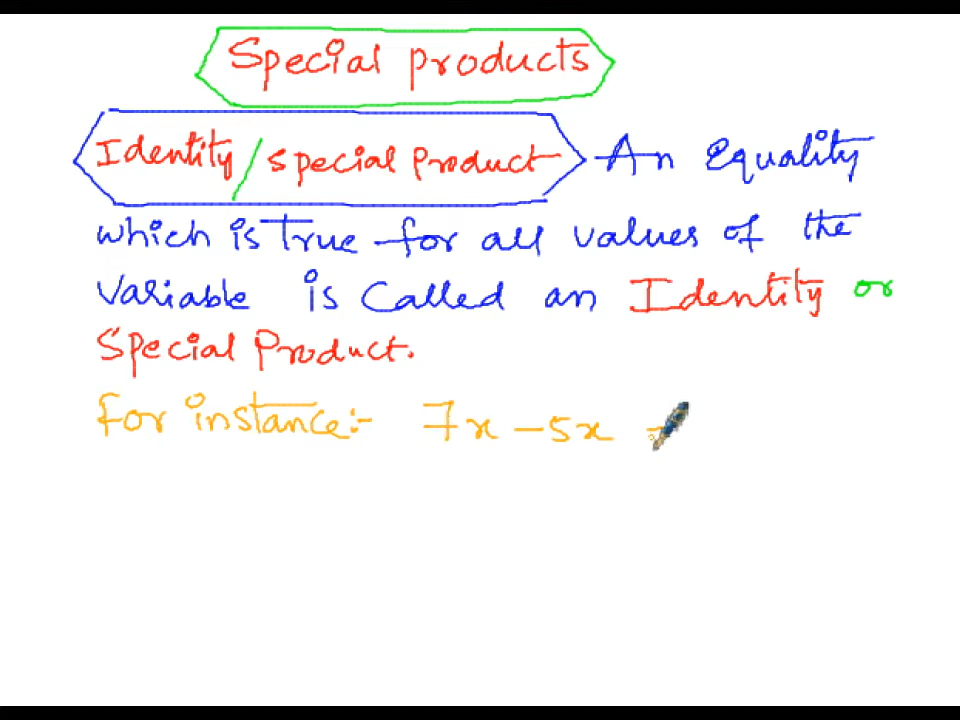 Special products
Identity/Special Product An Equality
which is True for all values of the
Variable is Called an Identity or
Special Product.
For instance:- 7x - 5x